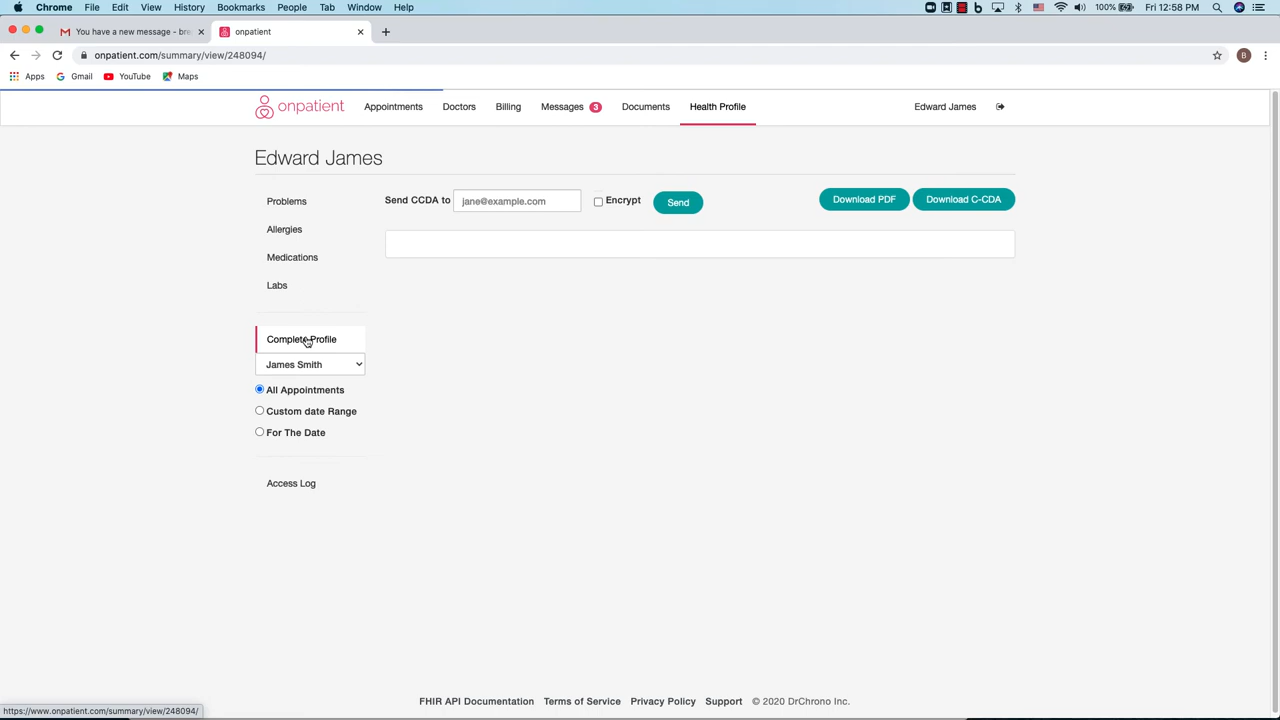 Chrome File Edit View History Bookmarks People Tab Window Help 100% Fri 12:58 PM
You have a new message - bre
onpatient
onpatient.com/summary/view/248094/
B
Apps Gmail YouTube Maps
onpatient Appointments Doctors Billing Messages 3 Documents Health Profile Edward James
Edward James
Problems
Allergies
Medications
Labs
Send CCDA to jane@example.com Encrypt Send Download PDF Download C-CDA
Complete Profile
James Smith
All Appointments
Custom date Range
For The Date
Access Log
FHIR API Documentation Terms of Service Privacy Policy Support © 2020 DrChrono Inc.
https://www.onpatient.com/summary/view/248094/